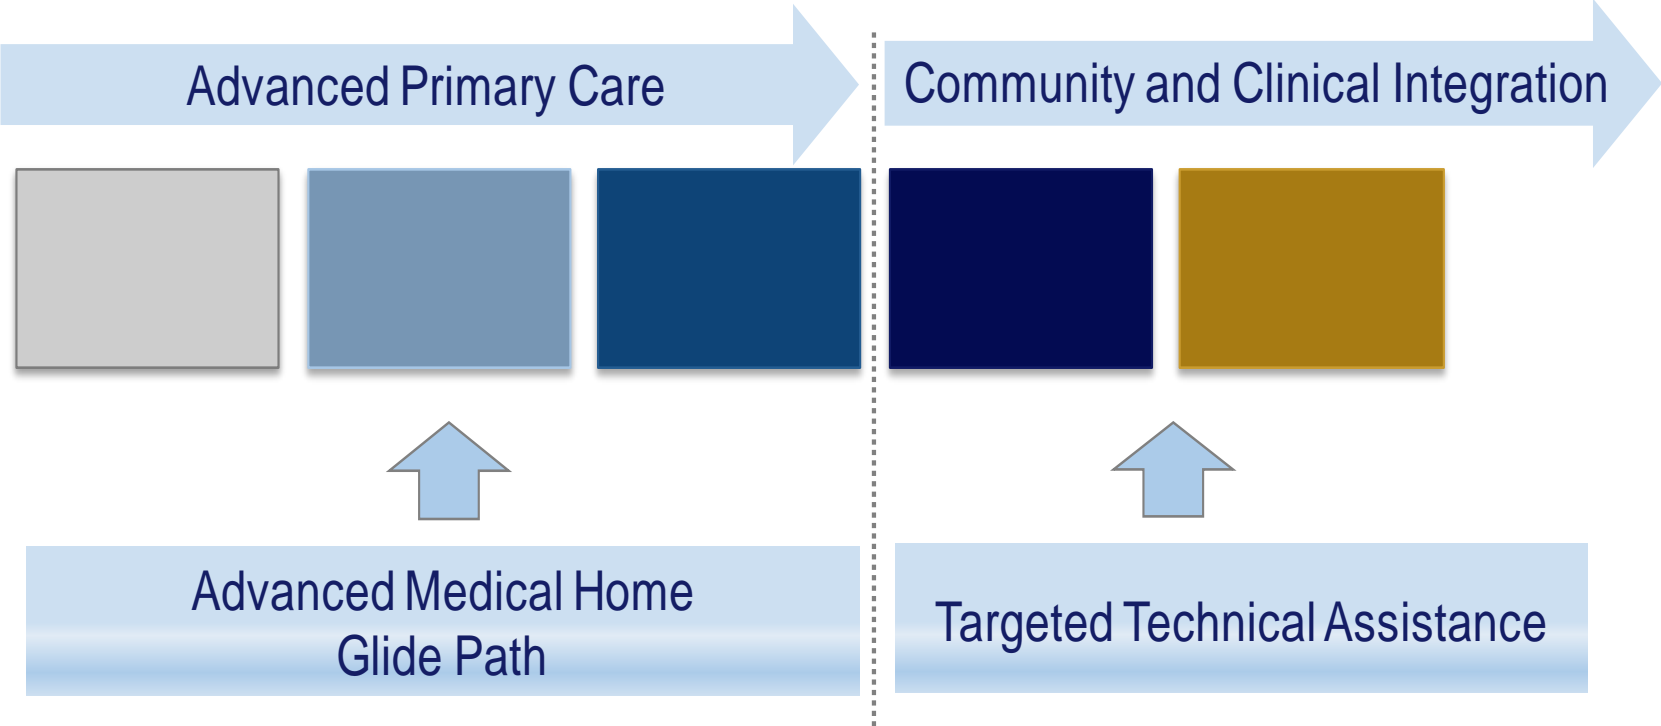 Advanced Primary Care
Community and Clinical Integration
Advanced Medical Home
Glide Path
Targeted Technical Assistance